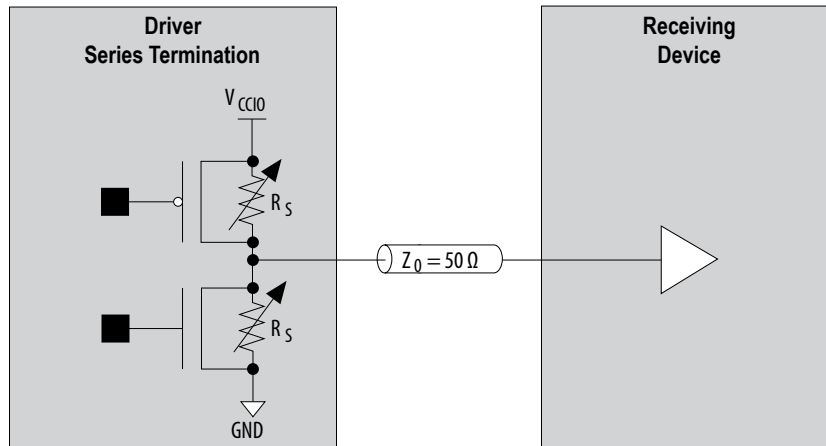 Driver
Series Termination
Receiving
Device
V CCIO
R S
Z 0 = 50 Ω
R S
GND